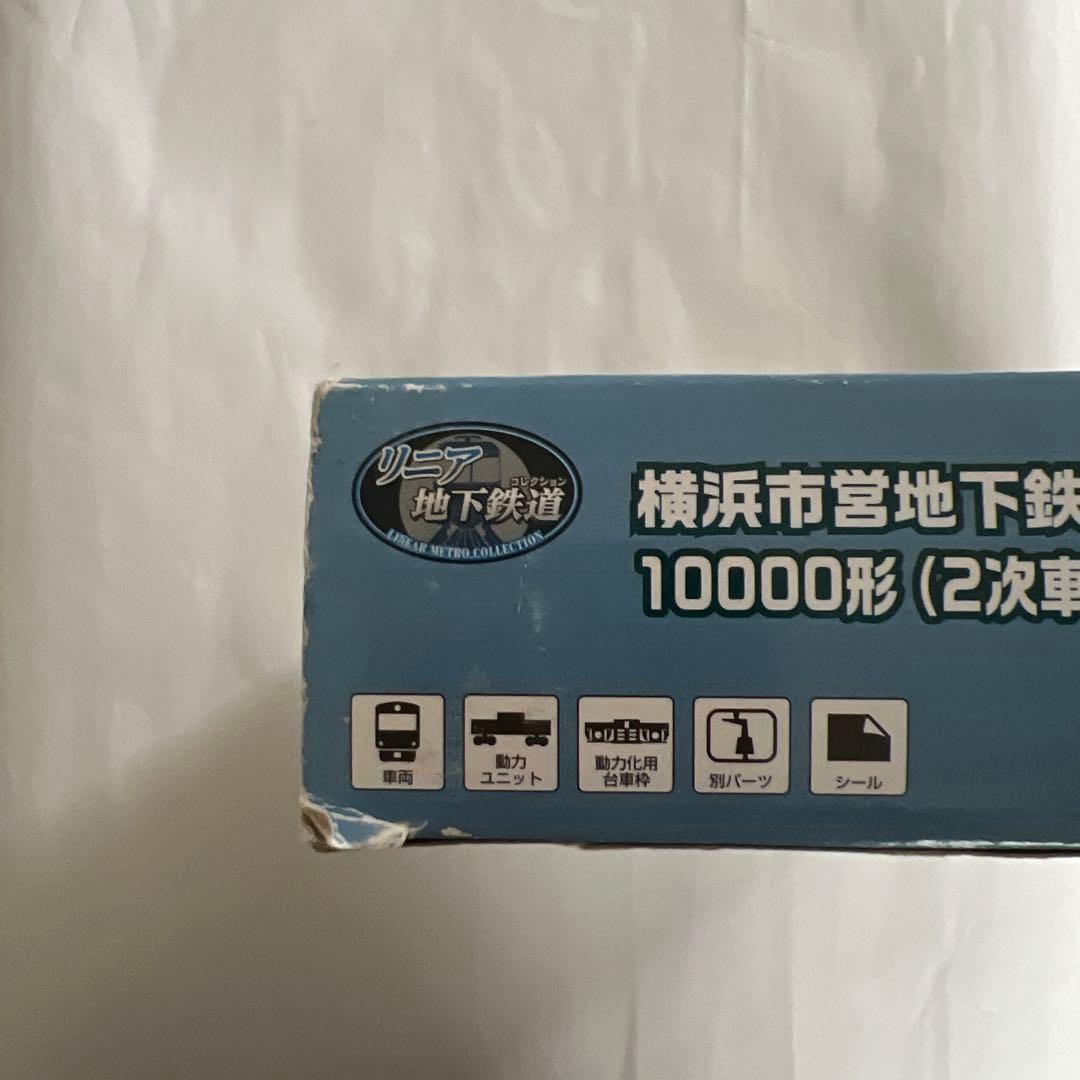 リニア
コレクション
地下鉄道
LINEAR METRO COLLECTION
横浜市営地下鉄
10000形(2次車
車両
動力
ユニット
動力化用
台車枠
別パーツ
シール